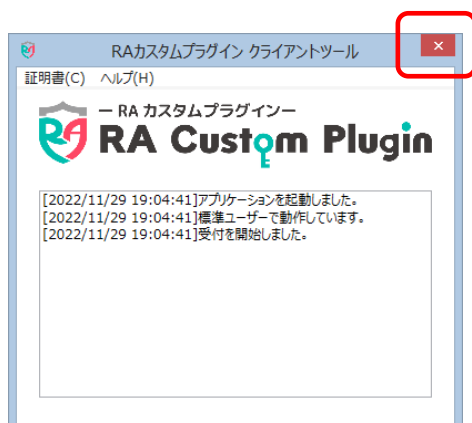 RAカスタムプラグイン クライアントツール
証明書(C) ヘルプ(H)
RA
ー RA カスタムプラグインー
RA Custom Plugin
[2022/11/29 19:04:41]アプリケーションを起動しました。
[2022/11/29 19:04:41]標準ユーザーで動作しています。
[2022/11/29 19:04:41]受付を開始しました。